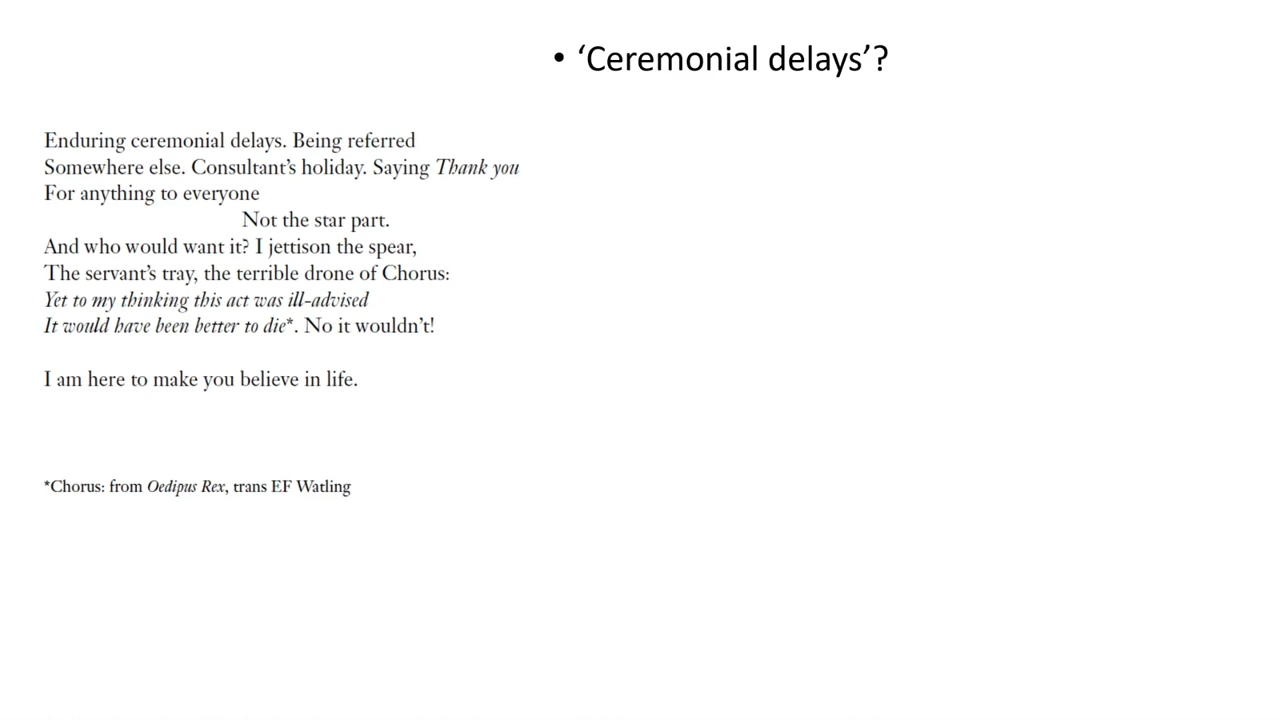 • ‘Ceremonial delays’?
Enduring ceremonial delays. Being referred
Somewhere else. Consultant’s holiday. Saying Thank you
For anything to everyone
Not the star part.
And who would want it? I jettison the spear,
The servant’s tray, the terrible drone of Chorus:
Yet to my thinking this act was ill-advised
It would have been better to die*. No it wouldn’t!
I am here to make you believe in life.
*Chorus: from Oedipus Rex, trans EF Watling